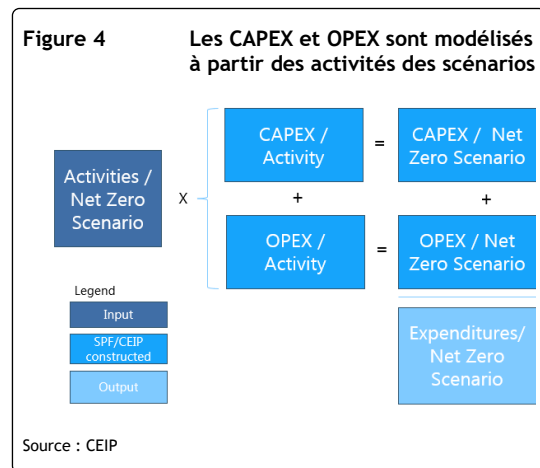 Figure 4
Les CAPEX et OPEX sont modélisés
à partir des activités des scénarios
Activities /
Net Zero
Scenario
X
CAPEX /
Activity
=
CAPEX / Net
Zero Scenario
+
+
OPEX /
Activity
=
OPEX / Net
Zero Scenario
Expenditures/
Net Zero
Scenario
Legend
Input
SPF/CEIP
constructed
Output
Source : CEIP